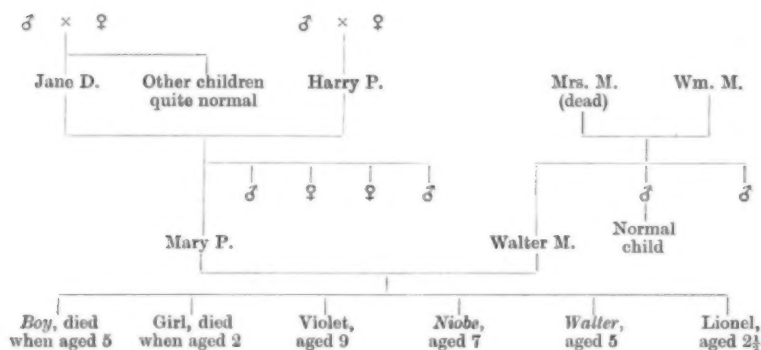 ♂ × ♀ ♂ × ♀
Jane D. Other children Harry P. Mrs. M. Wm. M.
quite normal (dead)
♂ ♀ ♀ ♂ ♂ ♂
Normal
child
Mary P. Walter M.
Boy, died Girl, died Violet, Niobe, Walter, Lionel,
when aged 5 when aged 2 aged 9 aged 7 aged 5 aged 2½